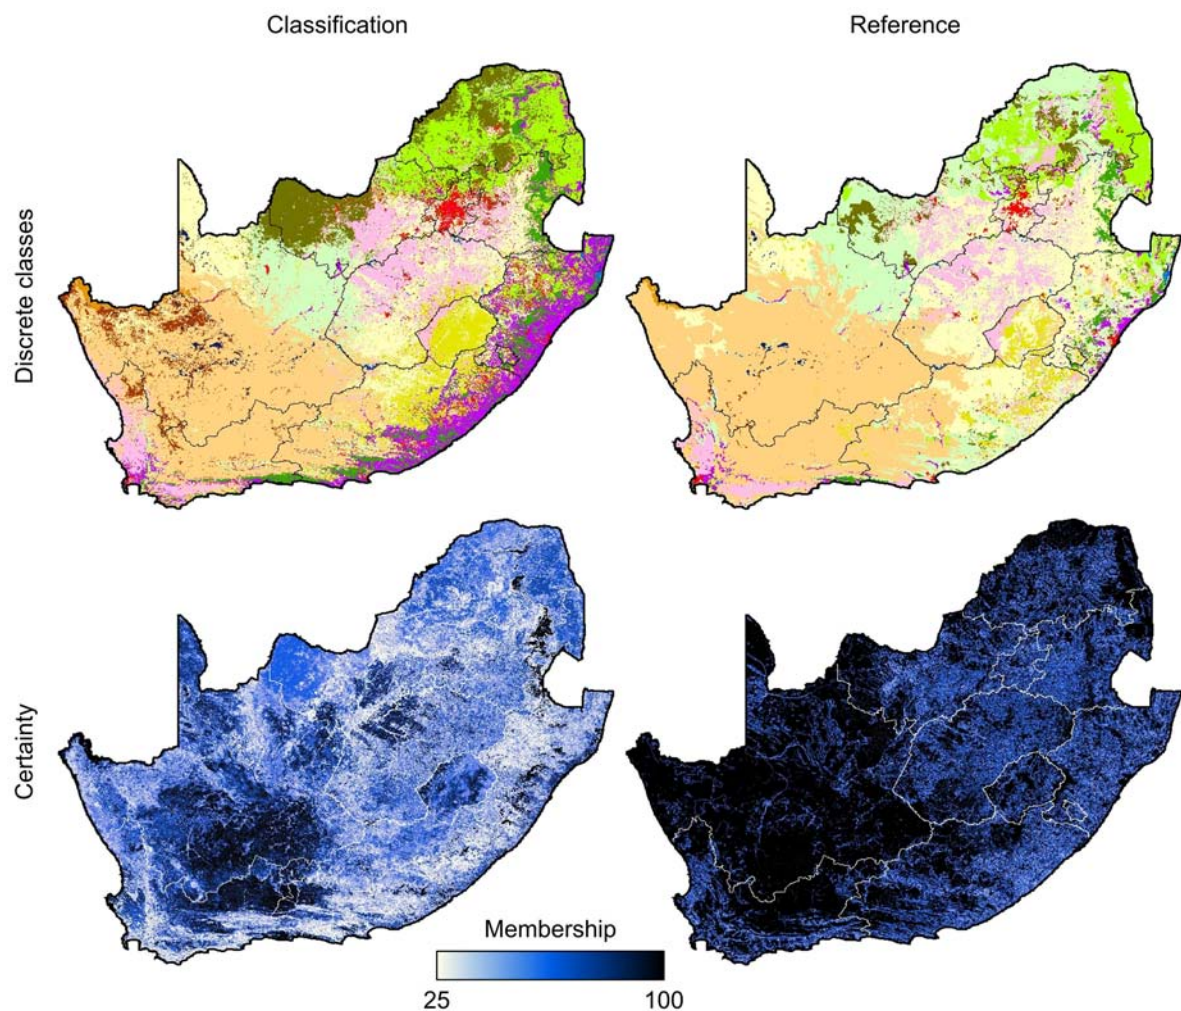 Classification
Reference
Discrete classes
Certainty
Membership
25
100